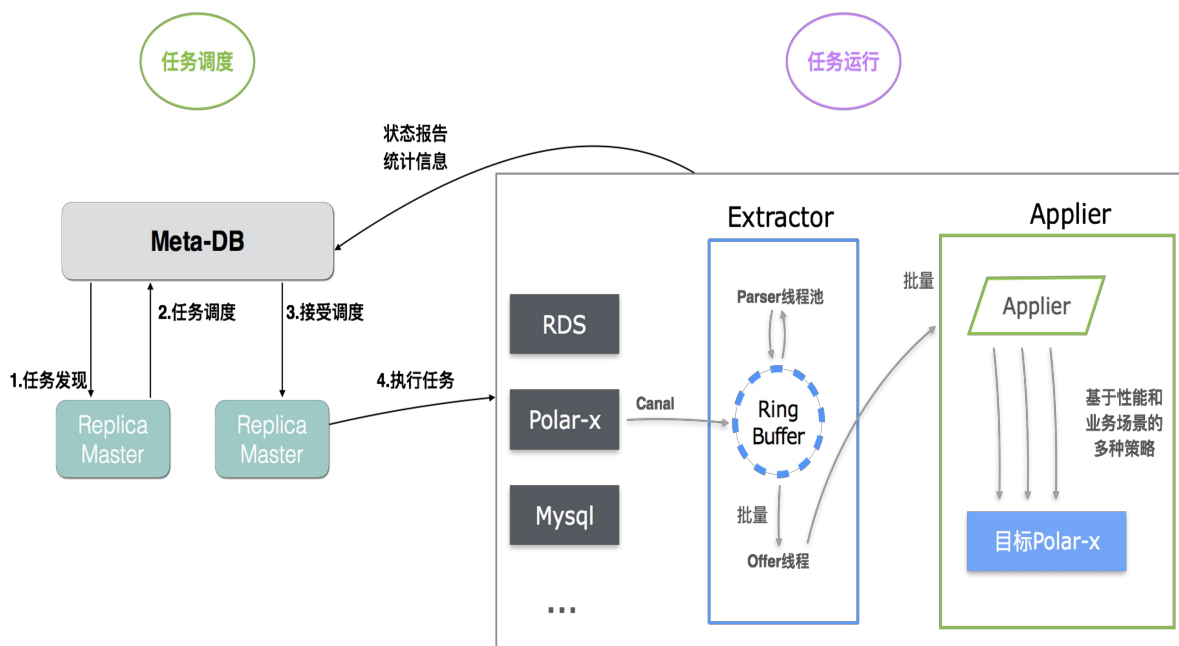 任务调度
任务运行
状态报告
统计信息
Meta-DB
2.任务调度
3.接受调度
1.任务发现
4.执行任务
Replica
Master
Replica
Master
RDS
Polar-x
Mysql
...
Canal
Extractor
Parser线程池
Ring
Buffer
批量
Offer线程
批量
Applier
Applier
基于性能和
业务场景的
多种策略
目标Polar-x